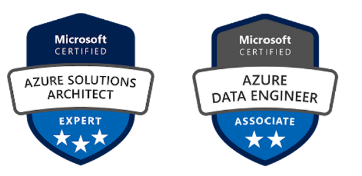 Microsoft
CERTIFIED
AZURE SOLUTIONS
ARCHITECT
EXPERT
Microsoft
CERTIFIED
AZURE
DATA ENGINEER
ASSOCIATE